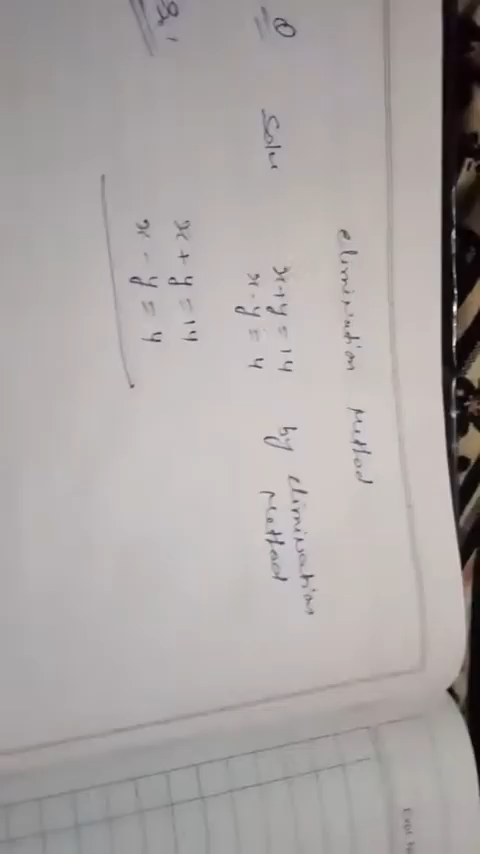 elimination method
Q Solve x+y=14 by elimination
x-y=4 method
x+y=14
x-y=4